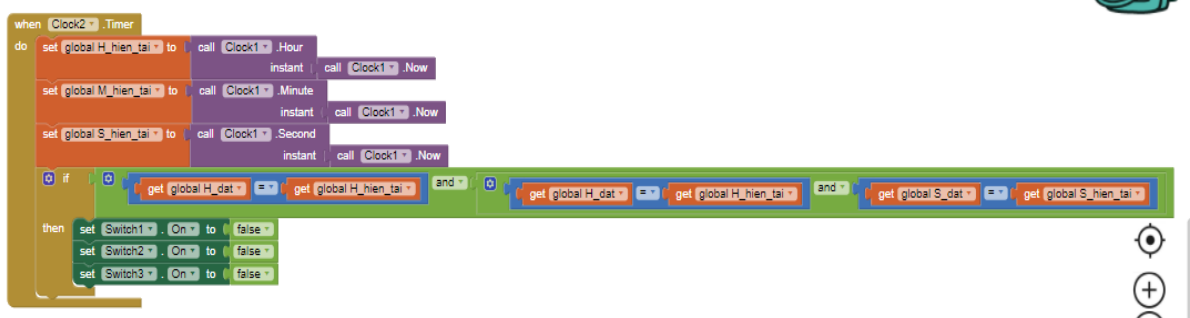 when Clock2 .Timer
do set global H_hien_tai to call Clock1 .Hour
instant call Clock1 .Now
set global M_hien_tai to call Clock1 .Minute
instant call Clock1 .Now
set global S_hien_tai to call Clock1 .Second
instant call Clock1 .Now
if get global H_dat = get global H_hien_tai and get global H_dat = get global H_hien_tai and get global S_dat = get global S_hien_tai
then set Switch1 . On to false
set Switch2 . On to false
set Switch3 . On to false